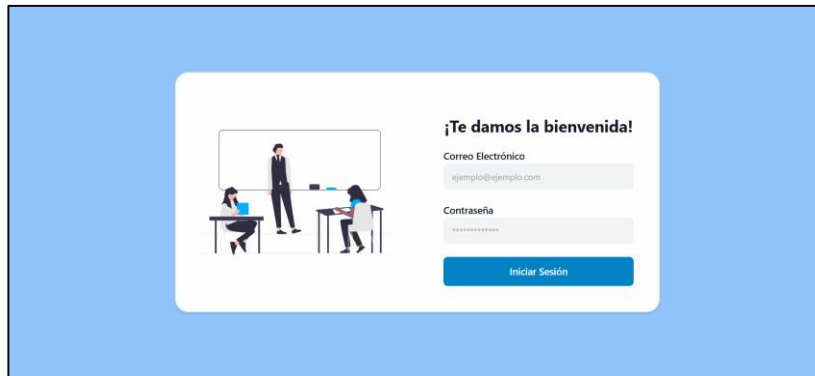 ¡Te damos la bienvenida!
Correo Electrónico
ejemplo@ejemplo.com
Contraseña
*************
Iniciar Sesión